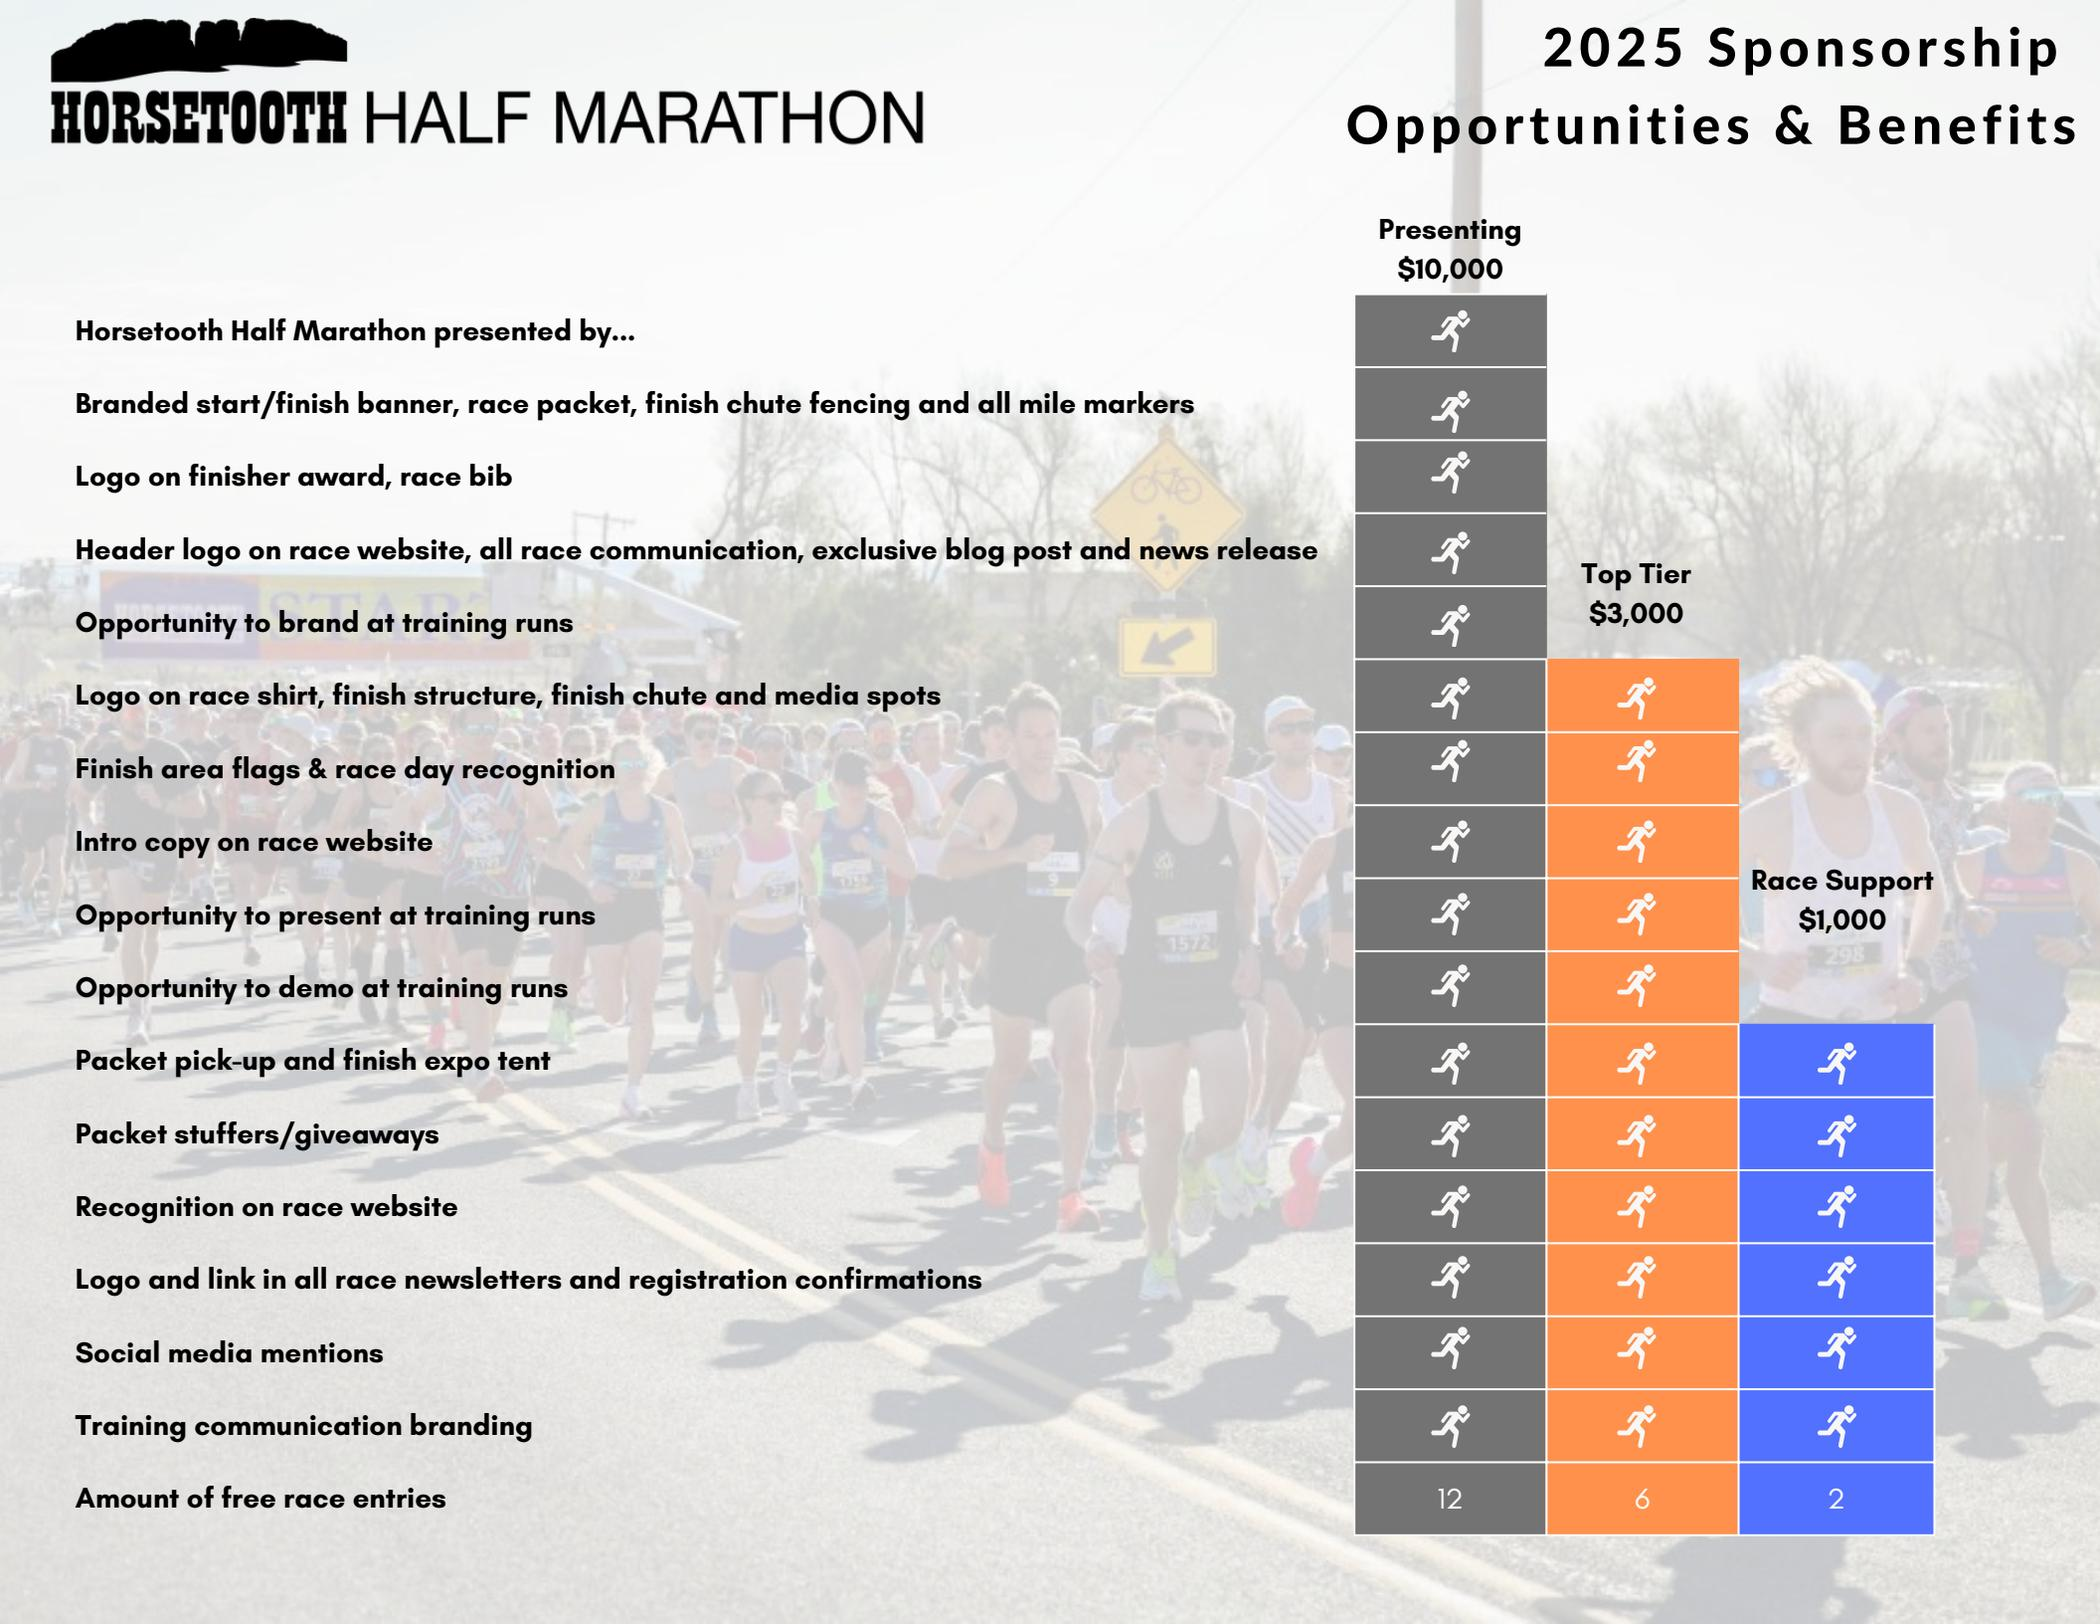 HORSETOOTH HALF MARATHON
2025 Sponsorship
Opportunities & Benefits
Presenting
$10,000
Horsetooth Half Marathon presented by...
Branded start/finish banner, race packet, finish chute fencing and all mile markers
Logo on finisher award, race bib
Header logo on race website, all race communication, exclusive blog post and news release
Top Tier
$3,000
HORSETOOTH START
Opportunity to brand at training runs
Logo on race shirt, finish structure, finish chute and media spots
Finish area flags & race day recognition
Intro copy on race website
Race Support
$1,000
9
Opportunity to present at training runs
1572
298
Opportunity to demo at training runs
Packet pick-up and finish expo tent
Packet stuffers/giveaways
Recognition on race website
Logo and link in all race newsletters and registration confirmations
Social media mentions
Training communication branding
Amount of free race entries 12 6 2